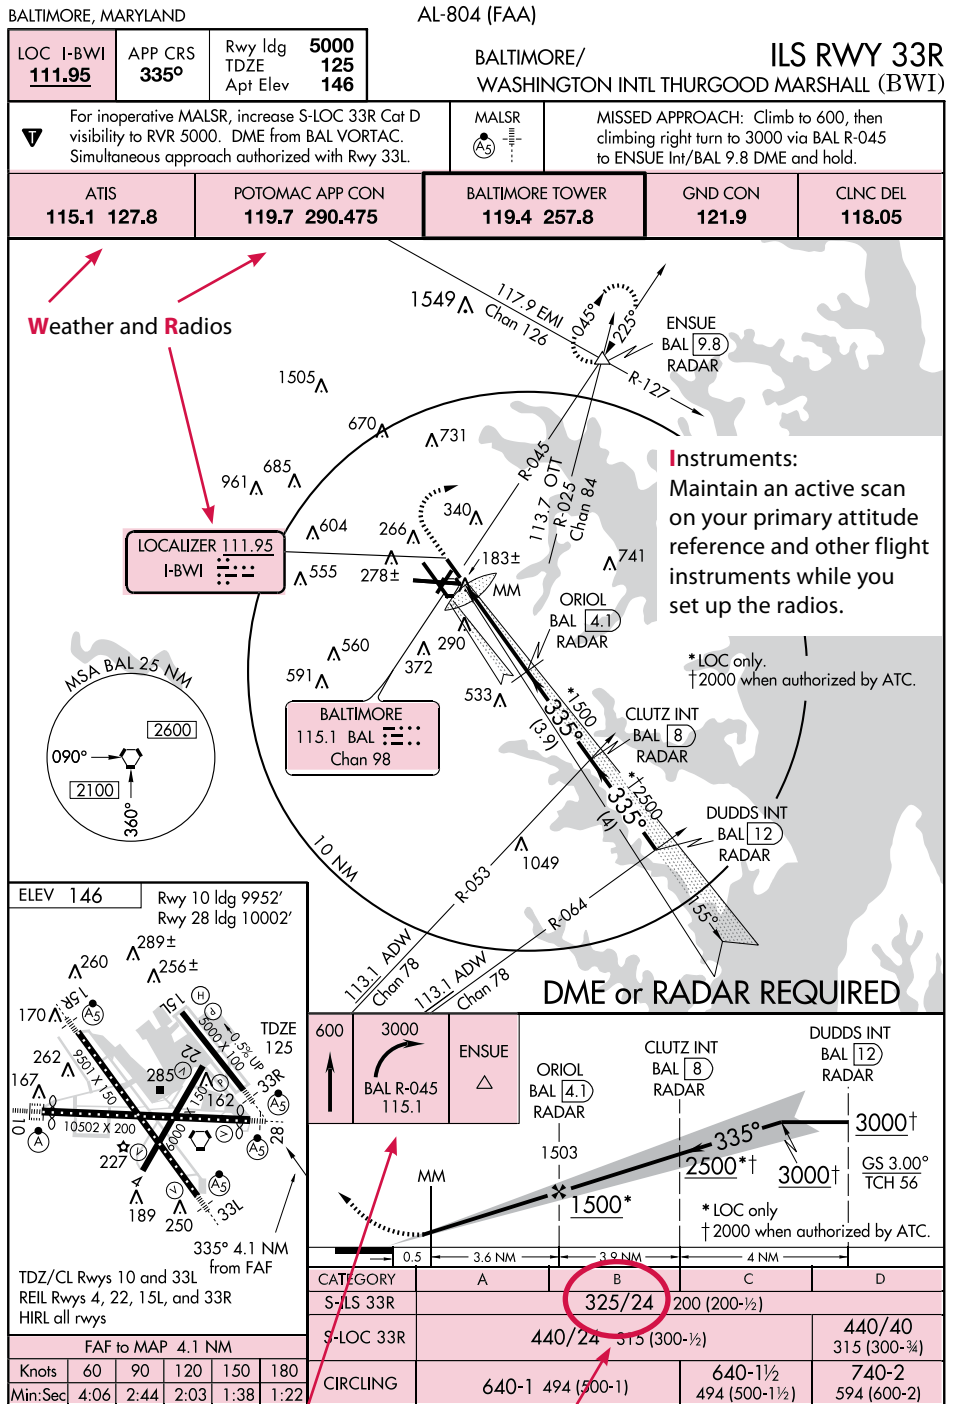 BALTIMORE, MARYLAND
AL-804 (FAA)
LOC I-BWI
111.95
APP CRS
335°
Rwy ldg 5000
TDZE 125
Apt Elev 146
BALTIMORE/
WASHINGTON INTL THURGOOD MARSHALL (BWI)
ILS RWY 33R
T
For inoperative MALSR, increase S-LOC 33R Cat D
visibility to RVR 5000. DME from BAL VORTAC.
Simultaneous approach authorized with Rwy 33L.
MALSR
A5
MISSED APPROACH: Climb to 600, then
climbing right turn to 3000 via BAL R-045
to ENSUE Int/BAL 9.8 DME and hold.
ATIS
115.1 127.8
POTOMAC APP CON
119.7 290.475
BALTIMORE TOWER
119.4 257.8
GND CON
121.9
CLNC DEL
118.05
Weather and Radios
1549
117.9 EMI
Chan 126
045°
225°
ENSUE
BAL 9.8
RADAR
R-127
1505
670
731
961
685
R-045
113.7 OTT
R-025
Chan 84
Instruments:
Maintain an active scan
on your primary attitude
reference and other flight
instruments while you
set up the radios.
340
604
266
LOCALIZER 111.95
I-BWI
555
278±
183±
MM
741
ORIOL
BAL 4.1
RADAR
560
591
372
290
533
* LOC only.
†2000 when authorized by ATC.
MSA BAL 25 NM
2600
090°
2100
360°
BALTIMORE
115.1 BAL
Chan 98
*1500
335°
(3.9)
CLUTZ INT
BAL 8
RADAR
*†2500
335°
(4)
DUDDS INT
BAL 12
RADAR
10 NM
1049
R-053
R-064
155°
113.1 ADW
Chan 78
113.1 ADW
Chan 78
DME or RADAR REQUIRED
ELEV 146
Rwy 10 ldg 9952'
Rwy 28 ldg 10002'
289±
260
256±
170
15R
A5
15L
H
P
0.5% UP
5000 X 100
TDZE
125
262
9501 X 150
22
V
285
P
162
33R
A5
167
10
A
10502 X 200
6000 X 150
V
A5
28
227
4
189
V
250
A5
33L
335° 4.1 NM
from FAF
TDZ/CL Rwys 10 and 33L
REIL Rwys 4, 22, 15L, and 33R
HIRL all rwys
FAF to MAP 4.1 NM
Knots 60 90 120 150 180
Min:Sec 4:06 2:44 2:03 1:38 1:22
600
3000
BAL R-045
115.1
ENSUE
ORIOL
BAL 4.1
RADAR
CLUTZ INT
BAL 8
RADAR
DUDDS INT
BAL 12
RADAR
1503
MM
335°
3000†
2500*†
3000†
GS 3.00°
TCH 56
1500*
* LOC only
†2000 when authorized by ATC.
0.5
3.6 NM
3.9 NM
4 NM
CATEGORY A B C D
S-ILS 33R 325/24 200 (200-½)
S-LOC 33R 440/24 315 (300-½) 440/40
315 (300-¾)
CIRCLING 640-1 494 (500-1) 640-1½
494 (500-1½) 740-2
594 (600-2)